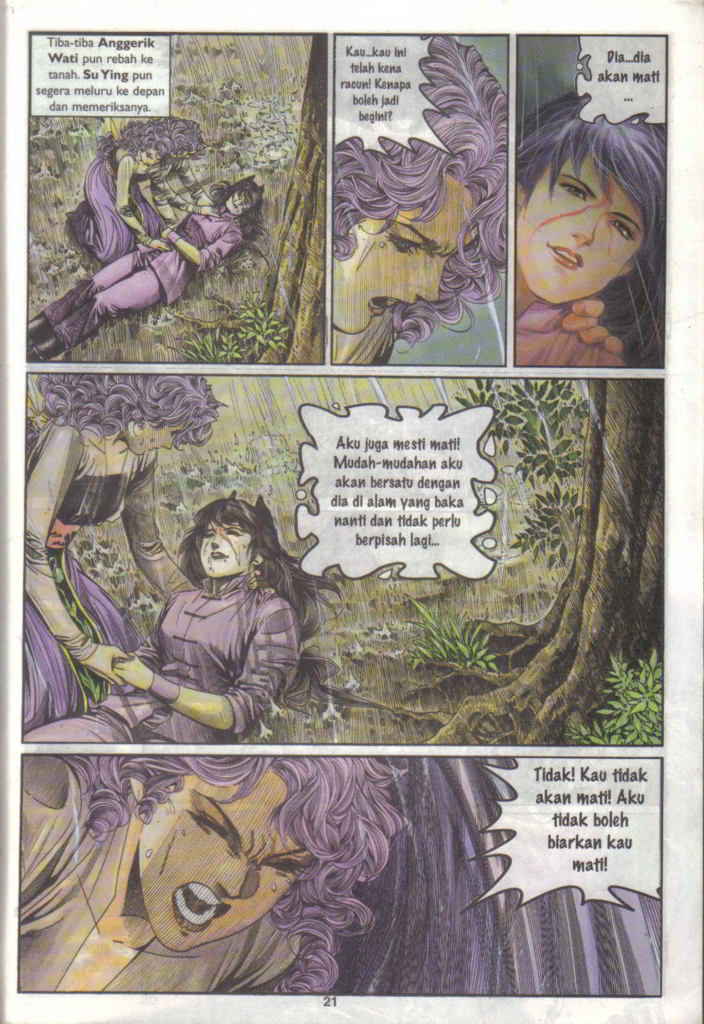 Tiba-tiba Anggerik
Wati pun rebah ke
tanah. Su Ying pun
segera meluru ke depan
dan memeriksanya.
Kau...kau ini
telah kena
racun! Kenapa
boleh jadi
begini?
Dia...dia
akan mati
...
Aku juga mesti mati!
Mudah-mudahan aku
akan bersatu dengan
dia di alam yang baka
nanti dan tidak perlu
berpisah lagi...
Tidak! Kau tidak
akan mati! Aku
tidak boleh
biarkan kau
mati!
21